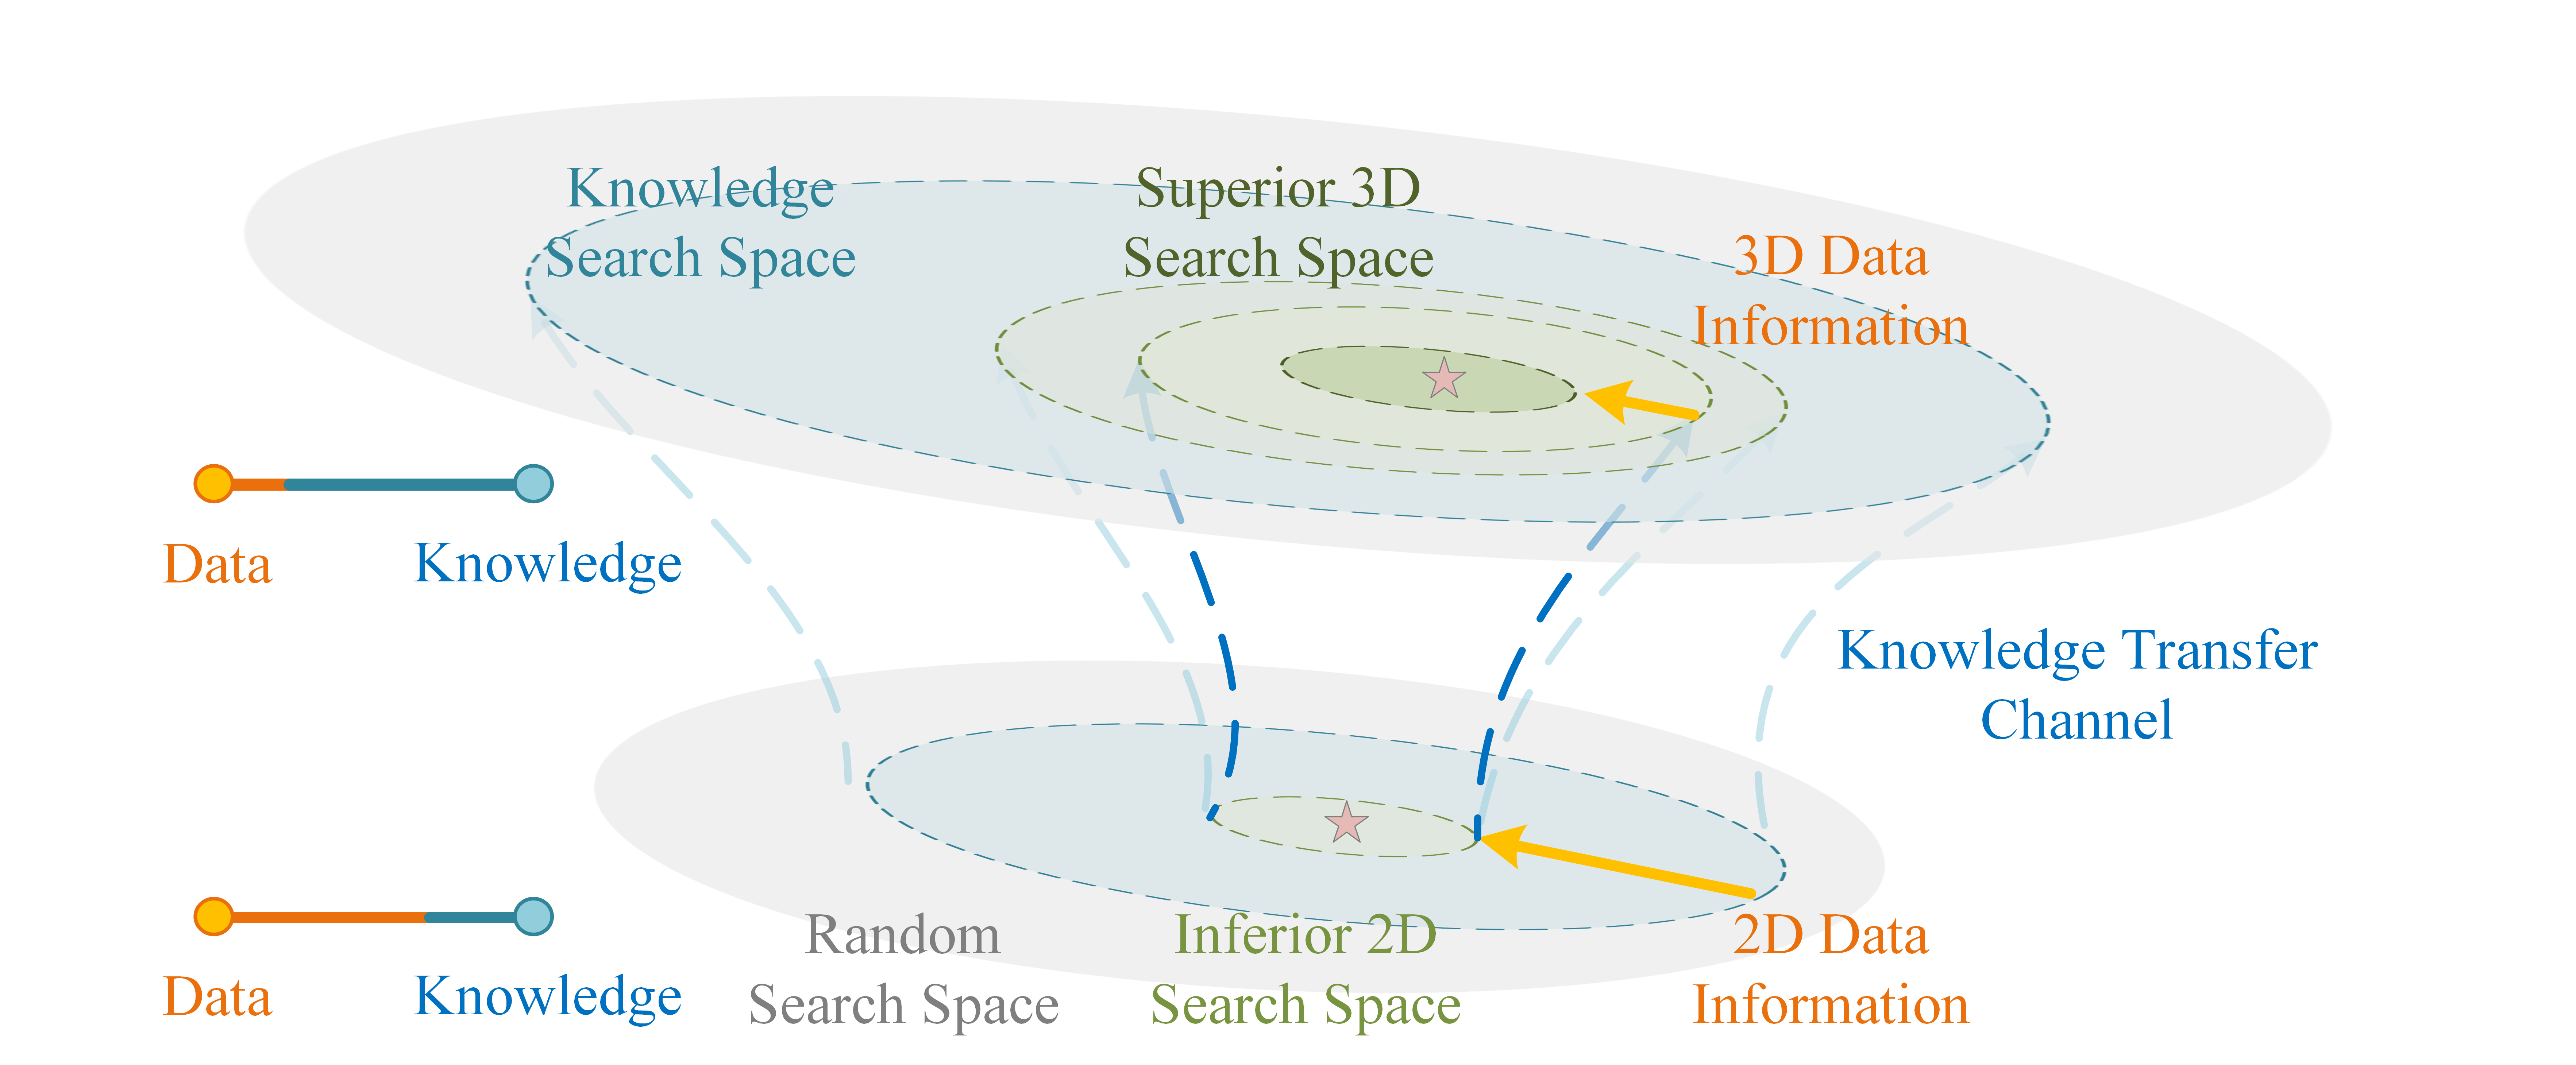 Knowledge
Search Space
Superior 3D
Search Space
3D Data
Information
Data
Knowledge
Knowledge Transfer
Channel
Data
Knowledge
Random
Search Space
Inferior 2D
Search Space
2D Data
Information